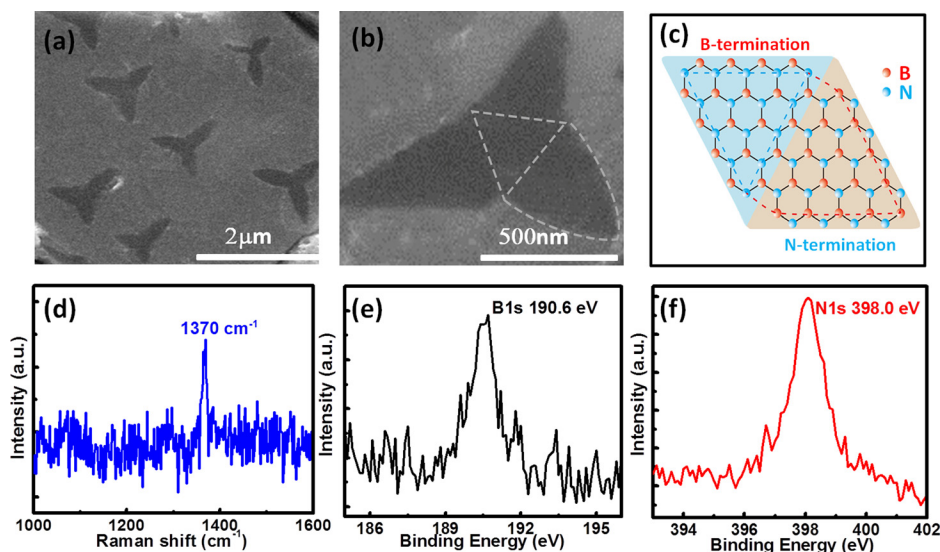 (a)
2μm
(b)
500nm
(c)
B-termination
B
N
N-termination
(d)
1370 cm⁻¹
Intensity (a.u.)
1000 1200 1400 1600
Raman shift (cm⁻¹)
(e)
B1s 190.6 eV
Intensity (a.u.)
186 189 192 195
Binding Energy (eV)
(f)
N1s 398.0 eV
Intensity (a.u.)
394 396 398 400 402
Binding Energy (eV)